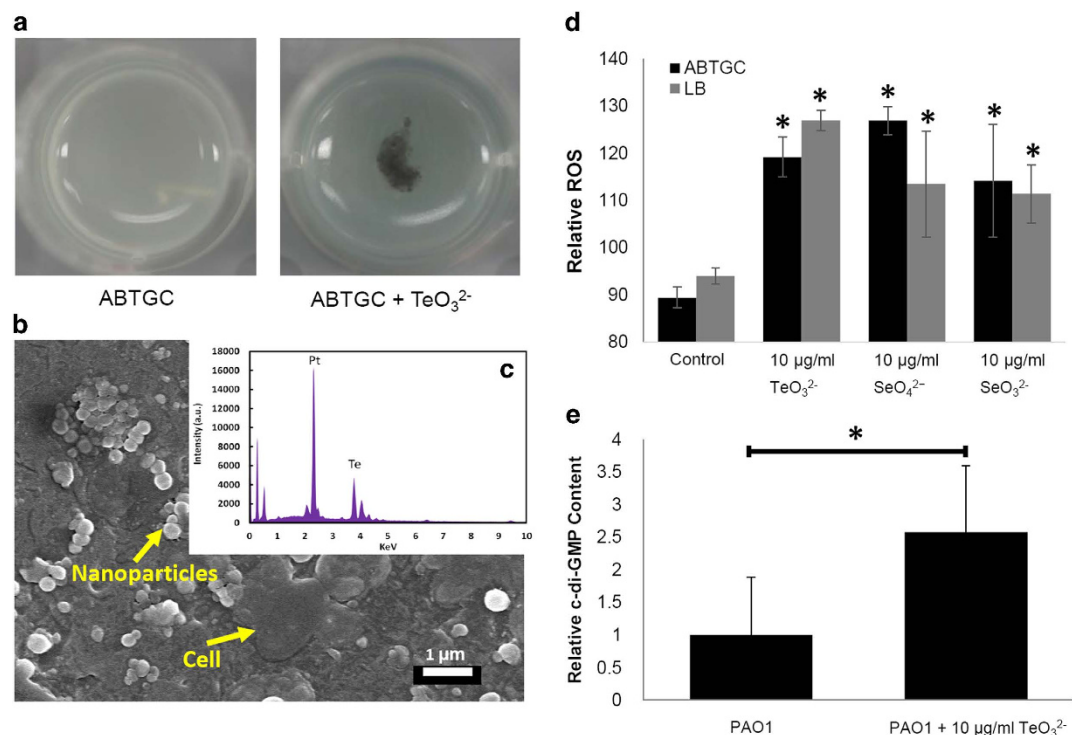 a
ABTGC
ABTGC + TeO₃²⁻
b
Nanoparticles
Cell
1 µm
c
18000
16000
14000
12000
10000
8000
6000
4000
2000
0
Intensity (a.u.)
Pt
Te
0 1 2 3 4 5 6 7 8 9 10
KeV
d
140
130
120
110
100
90
80
Relative ROS
ABTGC
LB
* * * * * *
Control 10 µg/ml 10 µg/ml 10 µg/ml
TeO₃²⁻ SeO₄²⁻ SeO₃²⁻
e
4
3.5
3
2.5
2
1.5
1
0.5
0
Relative c-di-GMP Content
*
PAO1 PAO1 + 10 µg/ml TeO₃²⁻